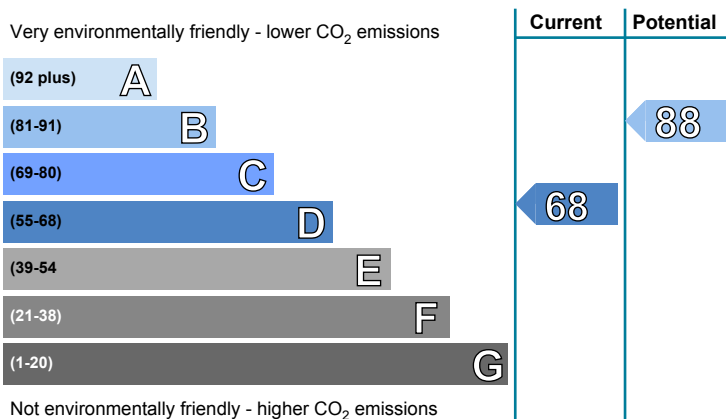 Current Potential
Very environmentally friendly - lower CO2 emissions
(92 plus) A
(81-91) B
88
(69-80) C
68
(55-68) D
(39-54 E
(21-38) F
(1-20) G
Not environmentally friendly - higher CO2 emissions